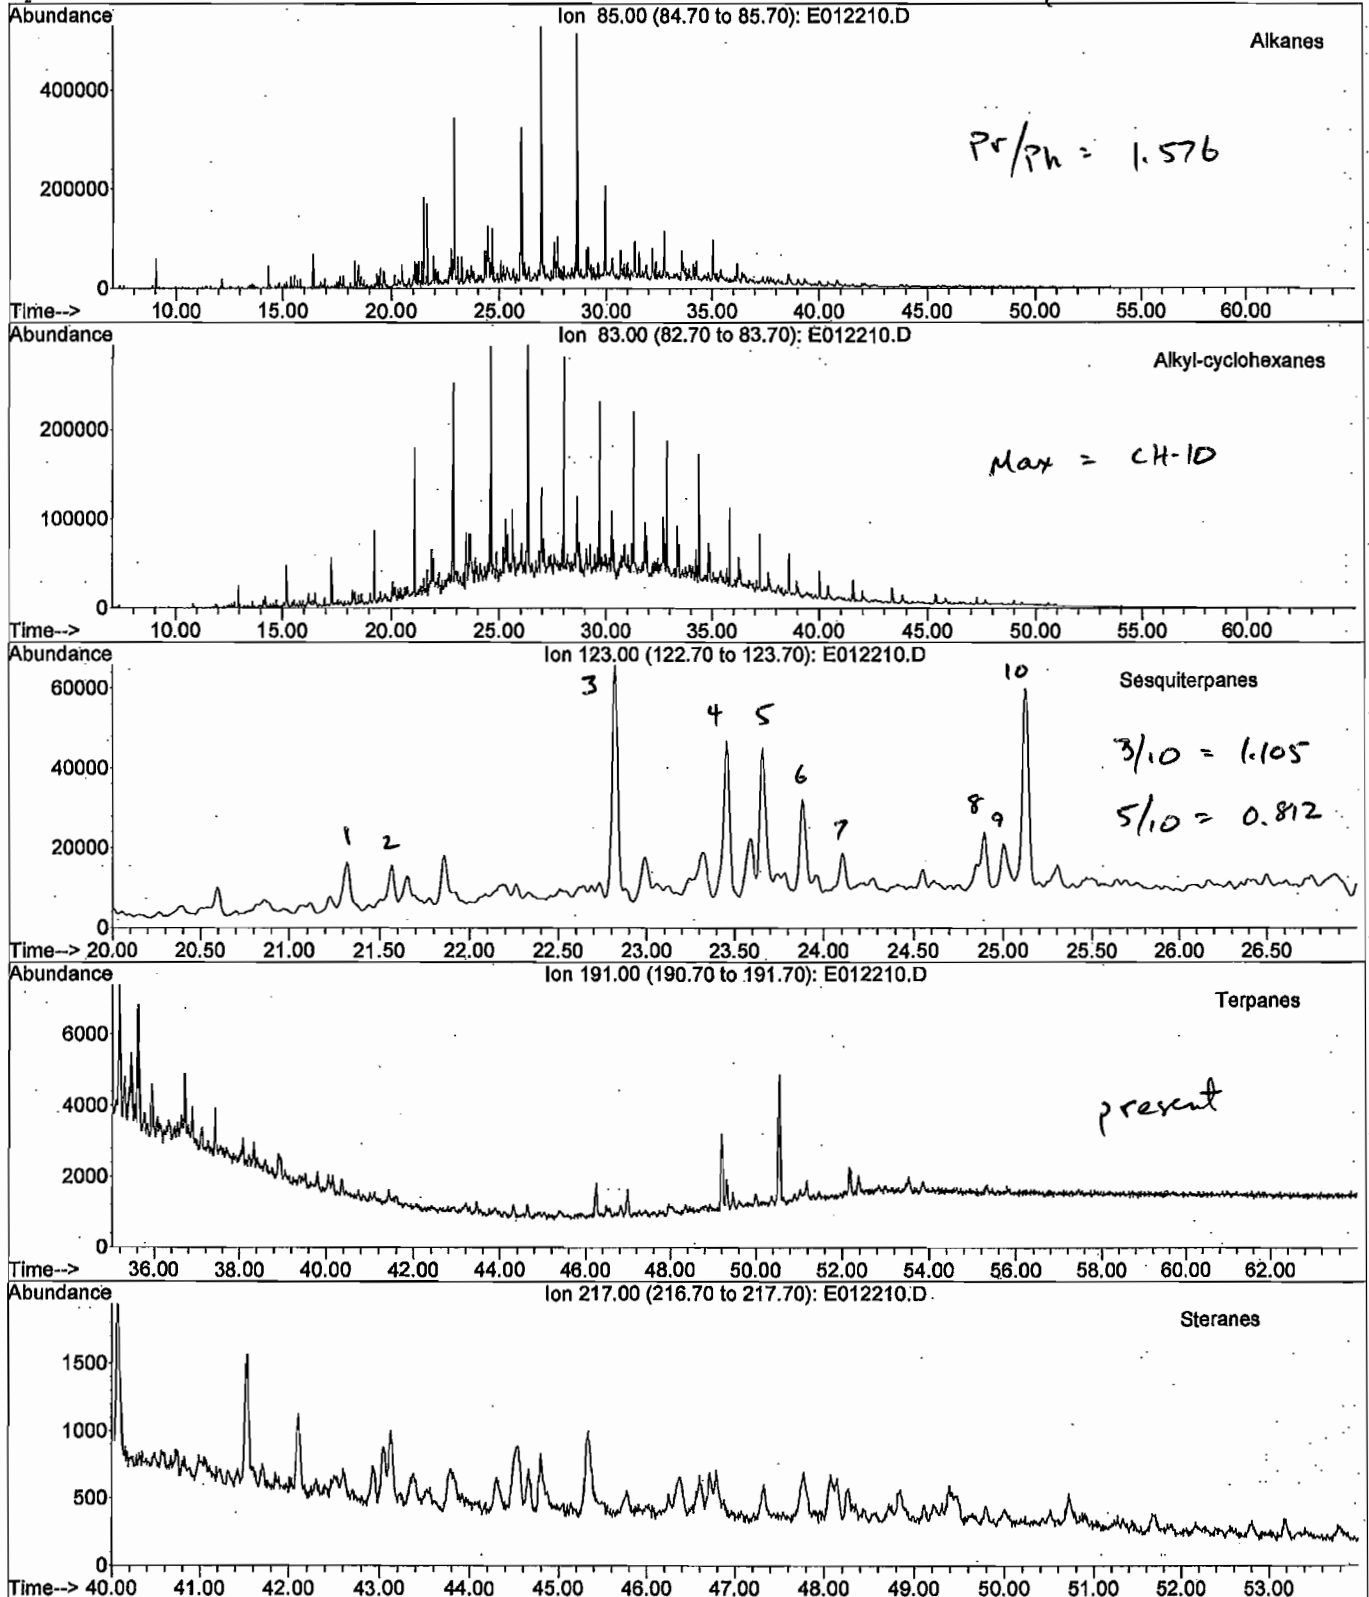 Abundance
Ion 85.00 (84.70 to 85.70): E012210.D
Alkanes
400000
200000
0
Pr/Ph = 1.576
Time--> 10.00 15.00 20.00 25.00 30.00 35.00 40.00 45.00 50.00 55.00 60.00
Abundance
Ion 83.00 (82.70 to 83.70): E012210.D
Alkyl-cyclohexanes
200000
100000
0
Max = CH-10
Time--> 10.00 15.00 20.00 25.00 30.00 35.00 40.00 45.00 50.00 55.00 60.00
Abundance
Ion 123.00 (122.70 to 123.70): E012210.D
Sesquiterpanes
60000
40000
20000
0
1 2 3 4 5 6 7 8 9 10
3/10 = 1.105
5/10 = 0.812
Time--> 20.00 20.50 21.00 21.50 22.00 22.50 23.00 23.50 24.00 24.50 25.00 25.50 26.00 26.50
Abundance
Ion 191.00 (190.70 to 191.70): E012210.D
Terpanes
6000
4000
2000
0
present
Time--> 36.00 38.00 40.00 42.00 44.00 46.00 48.00 50.00 52.00 54.00 56.00 58.00 60.00 62.00
Abundance
Ion 217.00 (216.70 to 217.70): E012210.D
Steranes
1500
1000
500
0
Time--> 40.00 41.00 42.00 43.00 44.00 45.00 46.00 47.00 48.00 49.00 50.00 51.00 52.00 53.00